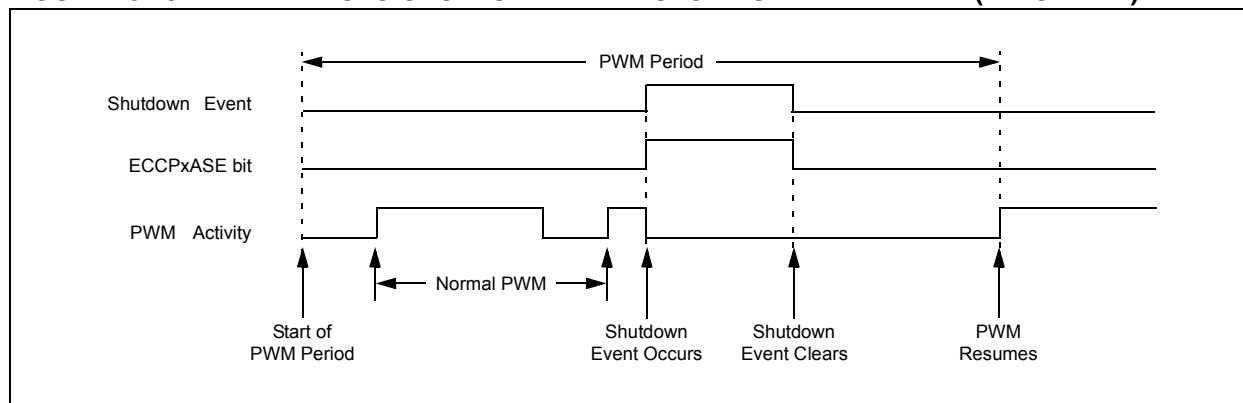 PWM Period
Shutdown Event
ECCPxASE bit
PWM Activity
Normal PWM
Start of
PWM Period
Shutdown
Event Occurs
Shutdown
Event Clears
PWM
Resumes